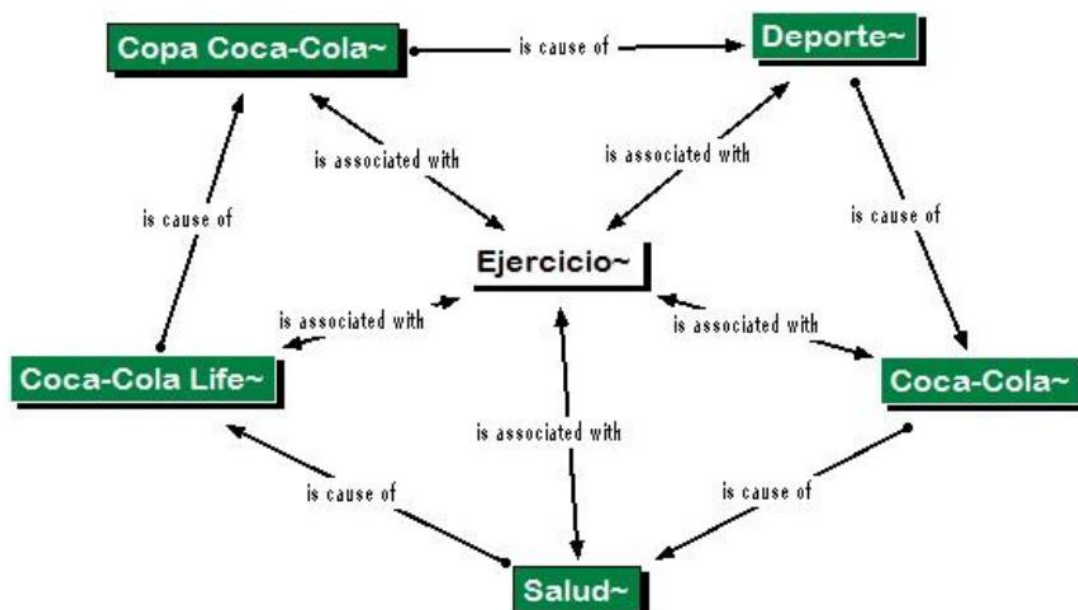 Copa Coca-Cola~
is cause of
Deporte~
is associated with
is associated with
is cause of
is cause of
Ejercicio~
is associated with
is associated with
Coca-Cola Life~
Coca-Cola~
is associated with
is cause of
is cause of
Salud~